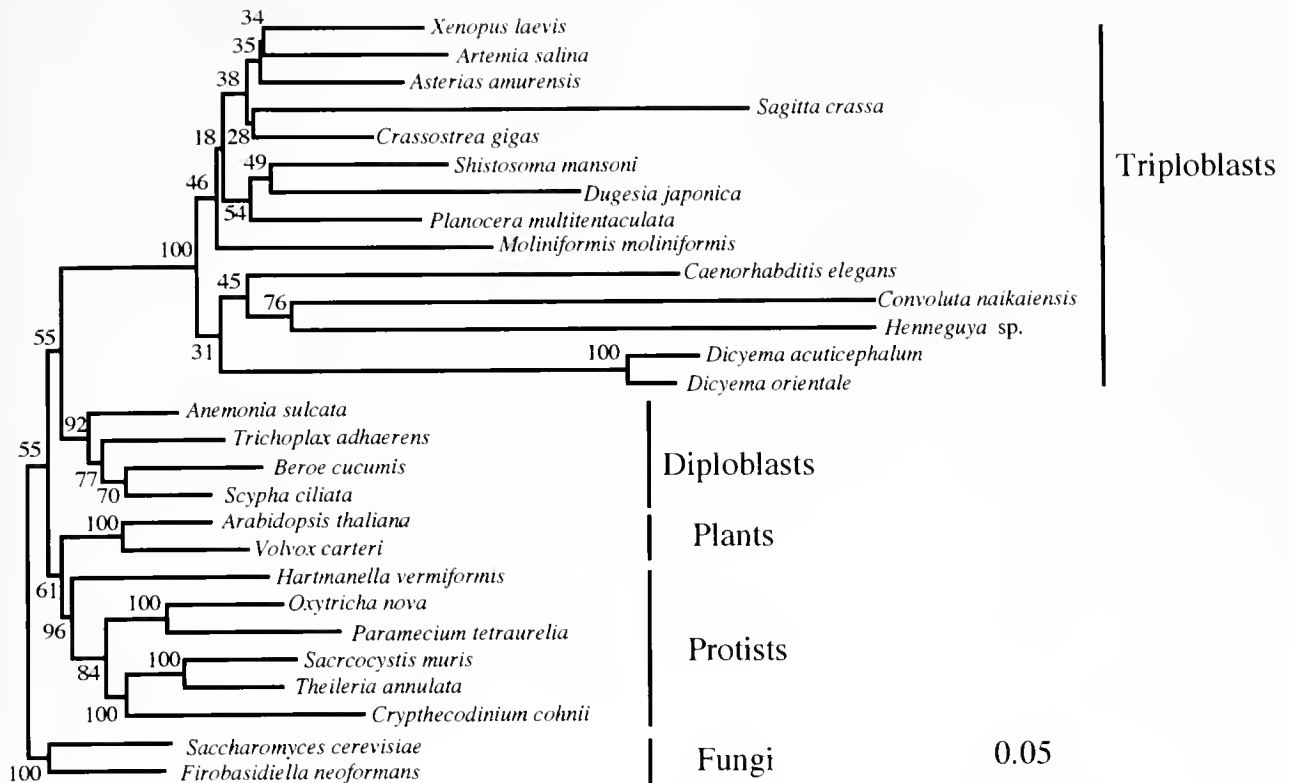 34
Xenopus laevis
35
Artemia salina
Asterias amurensis
38
Sagitta crassa
18
28
Crassostrea gigas
49
Shistosoma mansoni
Triploblasts
46
Dugesia japonica
54
Planocera multitentaculata
100
Moliniformis moliniformis
45
Caenorhabditis elegans
76
Convoluta naikaiensis
Henneguya sp.
55
31
100
Dicyema acuticephalum
Dicyema orientale
92
Anemonia sulcata
55
Trichoplax adhaerens
Beroe cucumis
Diploblasts
77
70
Scypha ciliata
100
Arabidopsis thaliana
Plants
Volvox carteri
61
Hartmanella vermiformis
100
Oxytricha nova
96
Paramecium tetraurelia
Protists
84
100
Sacrcocystis muris
Theileria annulata
100
Crypthecodinium cohnii
Saccharomyces cerevisiae
Fungi
0.05
100
Firobasidiella neoformans